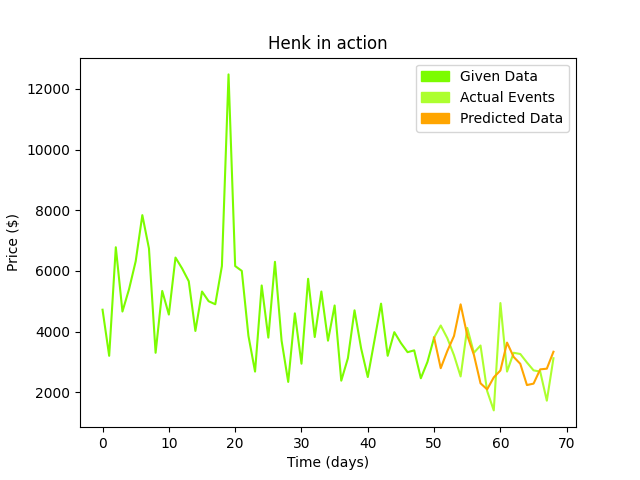 Henk in action
Given Data
Actual Events
Predicted Data
Price ($)
12000
10000
8000
6000
4000
2000
0 10 20 30 40 50 60 70
Time (days)